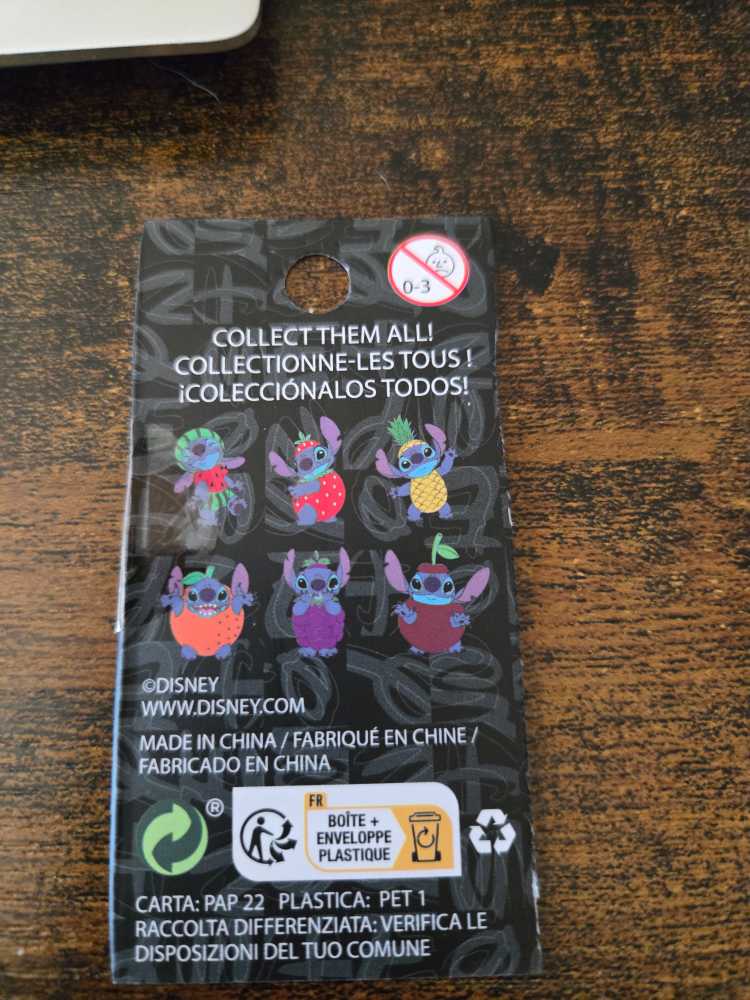 0-3
COLLECT THEM ALL!
COLLECTIONNE-LES TOUS !
¡COLECCIÓNALOS TODOS!
©DISNEY
WWW.DISNEY.COM
MADE IN CHINA / FABRIQUÉ EN CHINE /
FABRICADO EN CHINA
®
FR
BOÎTE +
ENVELOPPE
PLASTIQUE
CARTA: PAP 22 PLASTICA: PET 1
RACCOLTA DIFFERENZIATA: VERIFICA LE
DISPOSIZIONI DEL TUO COMUNE